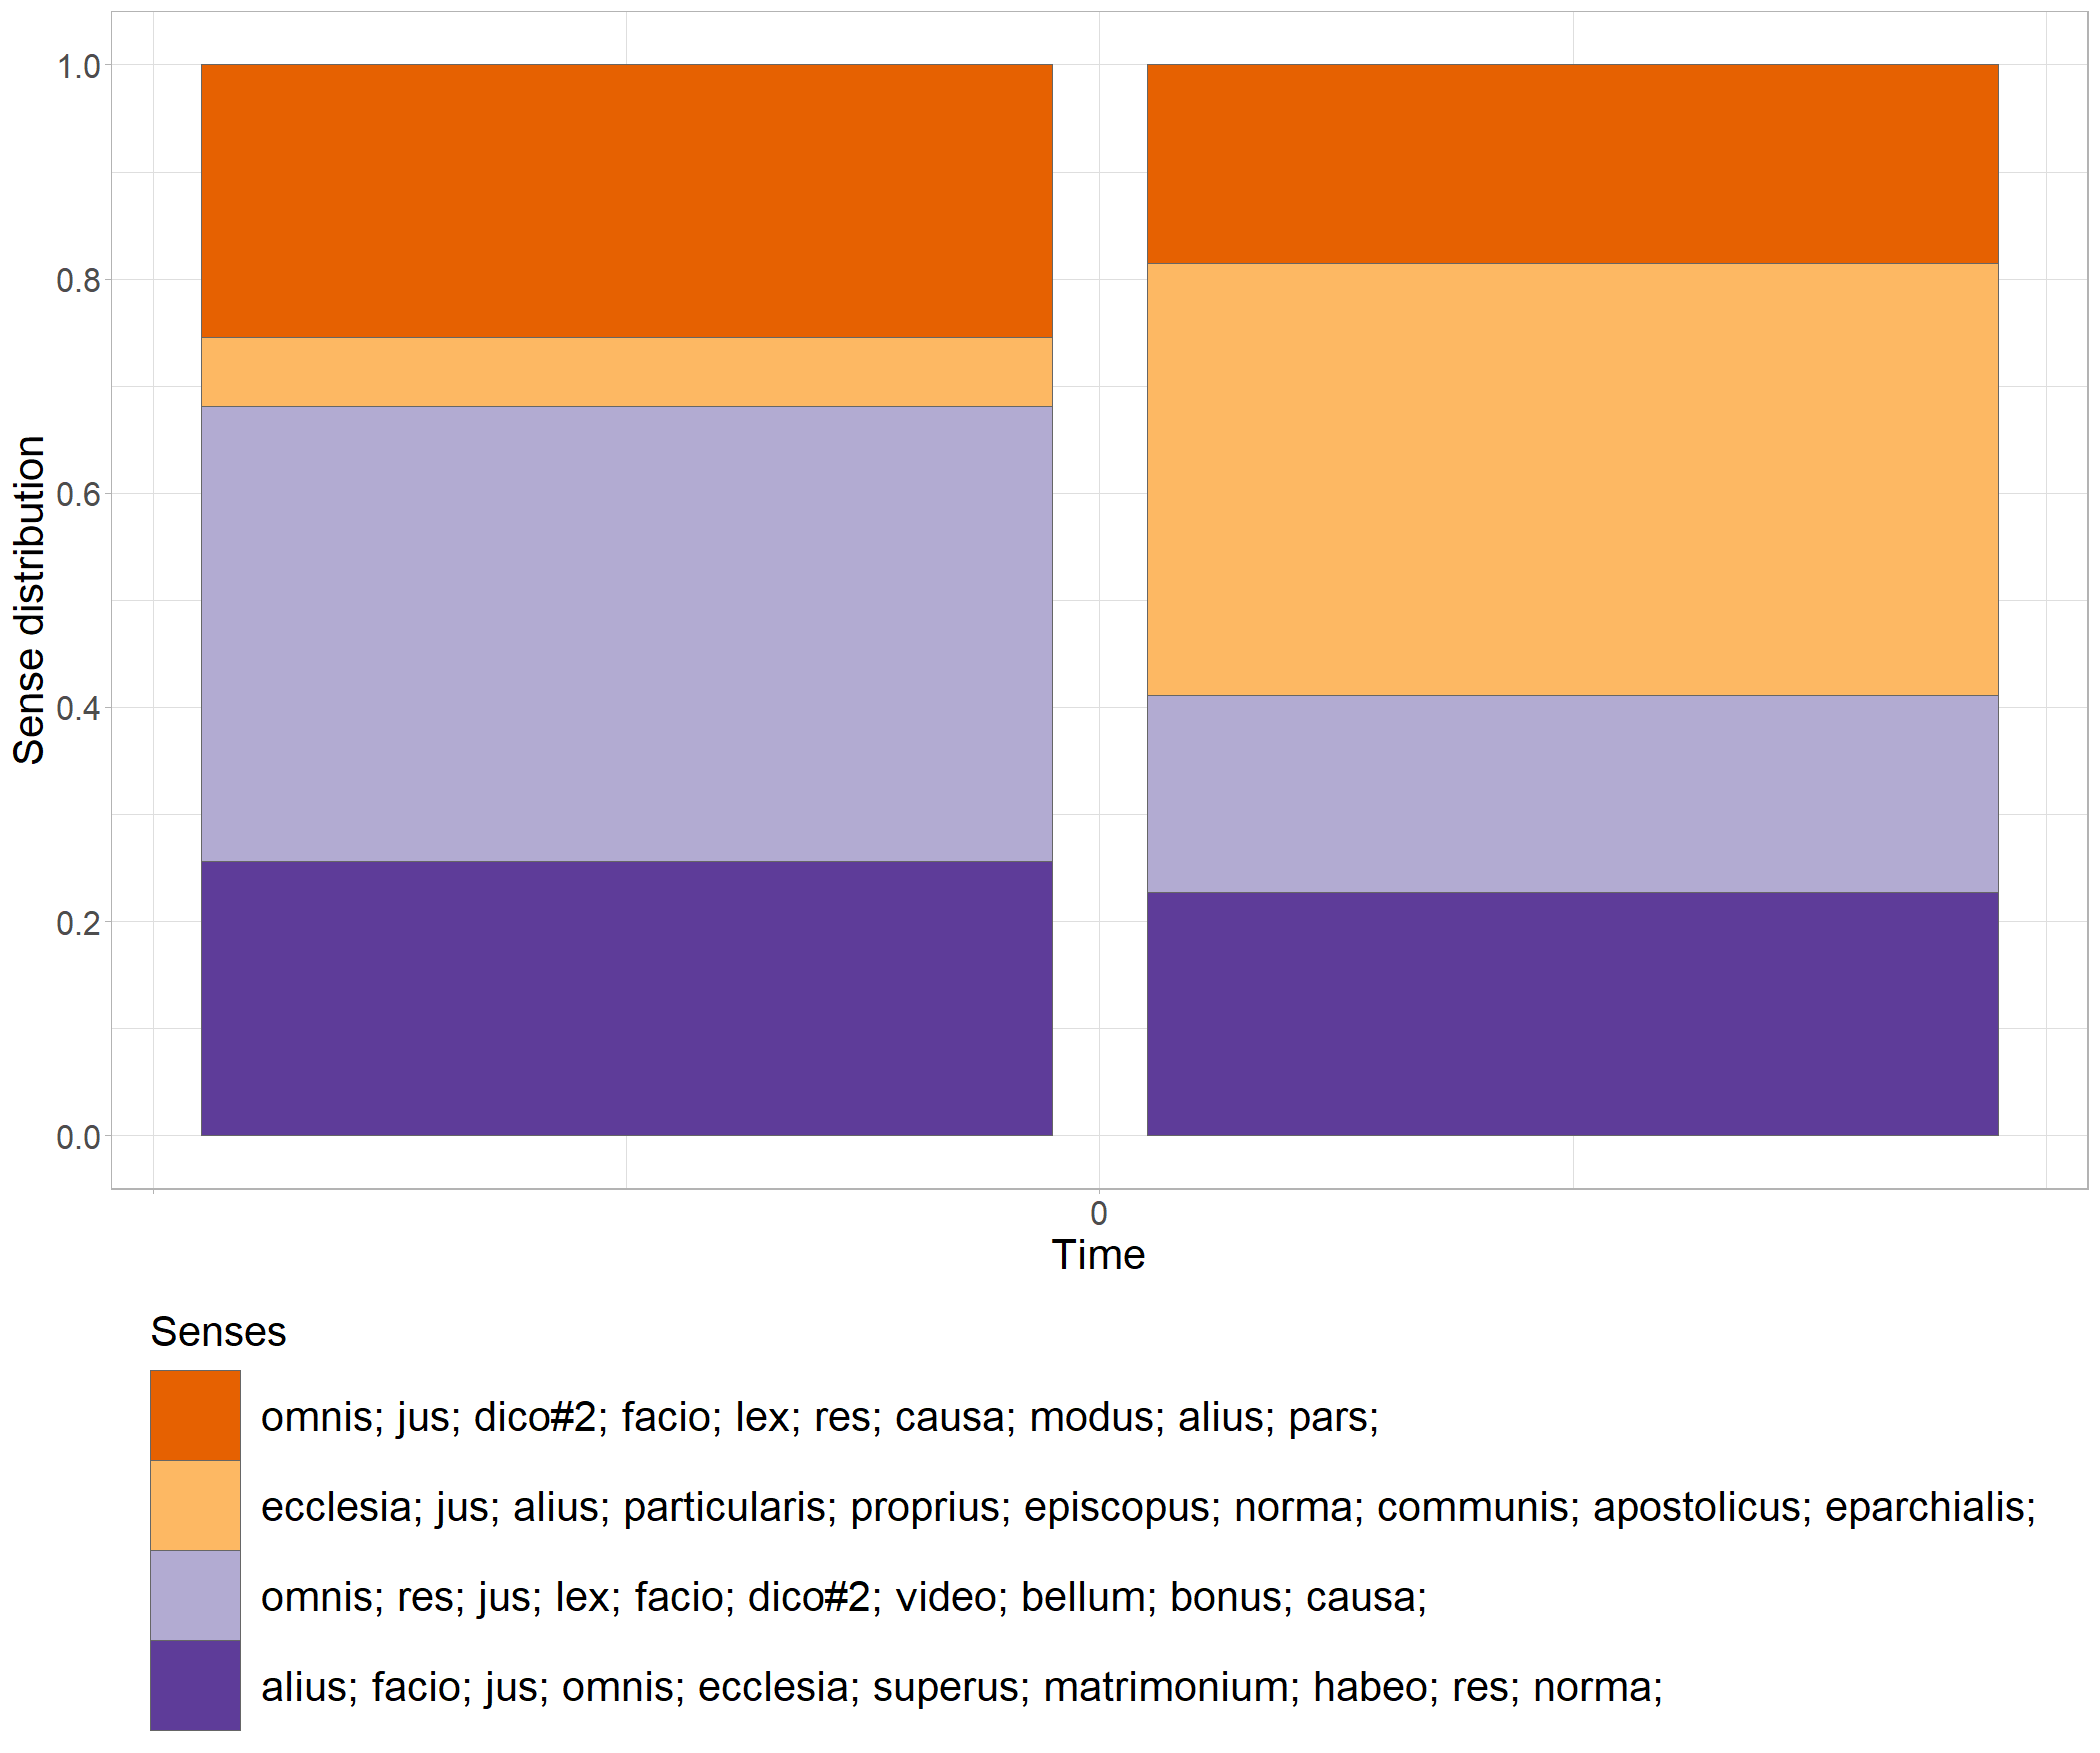 1.0
0.8
0.6
0.4
0.2
0.0
Sense distribution
0
Time
Senses
omnis; jus; dico#2; facio; lex; res; causa; modus; alius; pars;
ecclesia; jus; alius; particularis; proprius; episcopus; norma; communis; apostolicus; eparchialis;
omnis; res; jus; lex; facio; dico#2; video; bellum; bonus; causa;
alius; facio; jus; omnis; ecclesia; superus; matrimonium; habeo; res; norma;